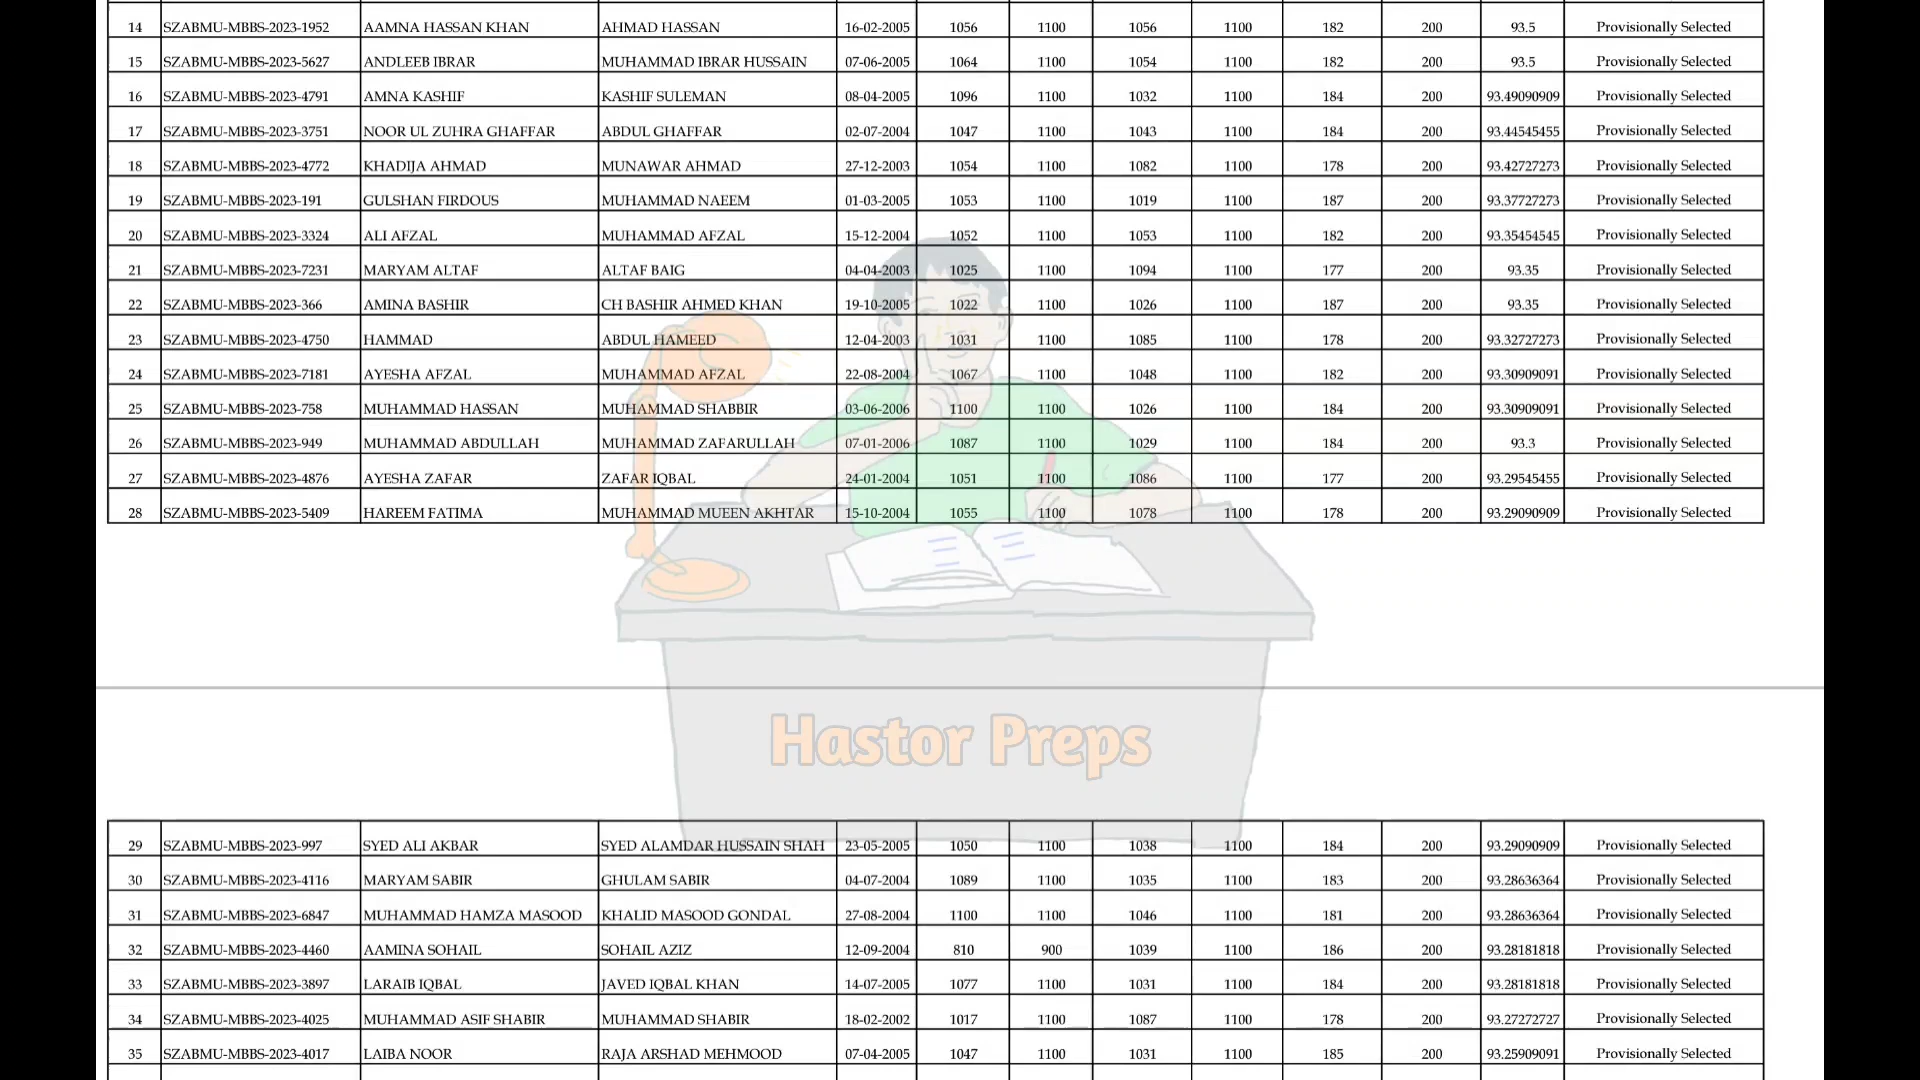 14 SZABMU-MBBS-2023-1952 AAMNA HASSAN KHAN AHMAD HASSAN 16-02-2005 1056 1100 1056 1100 182 200 93.5 Provisionally Selected
15 SZABMU-MBBS-2023-5627 ANDLEEB IBRAR MUHAMMAD IBRAR HUSSAIN 07-06-2005 1064 1100 1054 1100 182 200 93.5 Provisionally Selected
16 SZABMU-MBBS-2023-4791 AMNA KASHIF KASHIF SULEMAN 08-04-2005 1096 1100 1032 1100 184 200 93.49090909 Provisionally Selected
17 SZABMU-MBBS-2023-3751 NOOR UL ZUHRA GHAFFAR ABDUL GHAFFAR 02-07-2004 1047 1100 1043 1100 184 200 93.44545455 Provisionally Selected
18 SZABMU-MBBS-2023-4772 KHADIJA AHMAD MUNAWAR AHMAD 27-12-2003 1054 1100 1082 1100 178 200 93.42727273 Provisionally Selected
19 SZABMU-MBBS-2023-191 GULSHAN FIRDOUS MUHAMMAD NAEEM 01-03-2005 1053 1100 1019 1100 187 200 93.37727273 Provisionally Selected
20 SZABMU-MBBS-2023-3324 ALI AFZAL MUHAMMAD AFZAL 15-12-2004 1052 1100 1053 1100 182 200 93.35454545 Provisionally Selected
21 SZABMU-MBBS-2023-7231 MARYAM ALTAF ALTAF BAIG 04-04-2003 1025 1100 1094 1100 177 200 93.35 Provisionally Selected
22 SZABMU-MBBS-2023-366 AMINA BASHIR CH BASHIR AHMED KHAN 19-10-2005 1022 1100 1026 1100 187 200 93.35 Provisionally Selected
23 SZABMU-MBBS-2023-4750 HAMMAD ABDUL HAMEED 12-04-2003 1031 1100 1085 1100 178 200 93.32727273 Provisionally Selected
24 SZABMU-MBBS-2023-7181 AYESHA AFZAL MUHAMMAD AFZAL 22-08-2004 1067 1100 1048 1100 182 200 93.30909091 Provisionally Selected
25 SZABMU-MBBS-2023-758 MUHAMMAD HASSAN MUHAMMAD SHABBIR 03-06-2006 1100 1100 1026 1100 184 200 93.30909091 Provisionally Selected
26 SZABMU-MBBS-2023-949 MUHAMMAD ABDULLAH MUHAMMAD ZAFARULLAH 07-01-2006 1087 1100 1029 1100 184 200 93.3 Provisionally Selected
27 SZABMU-MBBS-2023-4876 AYESHA ZAFAR ZAFAR IQBAL 24-01-2004 1051 1100 1086 1100 177 200 93.29545455 Provisionally Selected
28 SZABMU-MBBS-2023-5409 HAREEM FATIMA MUHAMMAD MUEEN AKHTAR 15-10-2004 1055 1100 1078 1100 178 200 93.29090909 Provisionally Selected
Hastor Preps
29 SZABMU-MBBS-2023-997 SYED ALI AKBAR SYED ALAMDAR HUSSAIN SHAH 23-05-2005 1050 1100 1038 1100 184 200 93.29090909 Provisionally Selected
30 SZABMU-MBBS-2023-4116 MARYAM SABIR GHULAM SABIR 04-07-2004 1089 1100 1035 1100 183 200 93.28636364 Provisionally Selected
31 SZABMU-MBBS-2023-6847 MUHAMMAD HAMZA MASOOD KHALID MASOOD GONDAL 27-08-2004 1100 1100 1046 1100 181 200 93.28636364 Provisionally Selected
32 SZABMU-MBBS-2023-4460 AAMINA SOHAIL SOHAIL AZIZ 12-09-2004 810 900 1039 1100 186 200 93.28181818 Provisionally Selected
33 SZABMU-MBBS-2023-3897 LARAIB IQBAL JAVED IQBAL KHAN 14-07-2005 1077 1100 1031 1100 184 200 93.28181818 Provisionally Selected
34 SZABMU-MBBS-2023-4025 MUHAMMAD ASIF SHABIR MUHAMMAD SHABIR 18-02-2002 1017 1100 1087 1100 178 200 93.27272727 Provisionally Selected
35 SZABMU-MBBS-2023-4017 LAIBA NOOR RAJA ARSHAD MEHMOOD 07-04-2005 1047 1100 1031 1100 185 200 93.25909091 Provisionally Selected